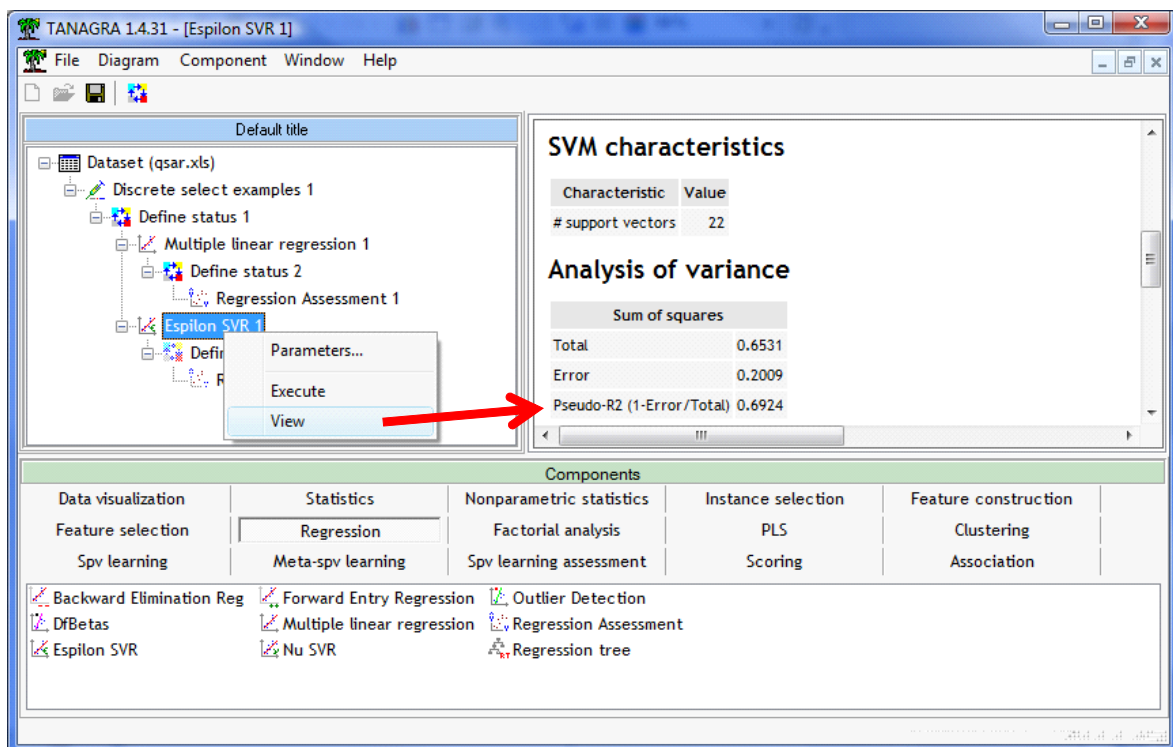 TANAGRA 1.4.31 - [Espilon SVR 1]
File Diagram Component Window Help
Default title
Dataset (qsar.xls)
Discrete select examples 1
Define status 1
Multiple linear regression 1
Define status 2
Regression Assessment 1
Espilon SVR 1
Defin
R
Parameters...
Execute
View
SVM characteristics
Characteristic Value
# support vectors 22
Analysis of variance
Sum of squares
Total 0.6531
Error 0.2009
Pseudo-R2 (1-Error/Total) 0.6924
Components
Data visualization Statistics Nonparametric statistics Instance selection Feature construction
Feature selection Regression Factorial analysis PLS Clustering
Spv learning Meta-spv learning Spv learning assessment Scoring Association
Backward Elimination Reg Forward Entry Regression Outlier Detection
DfBetas Multiple linear regression Regression Assessment
Espilon SVR Nu SVR Regression tree